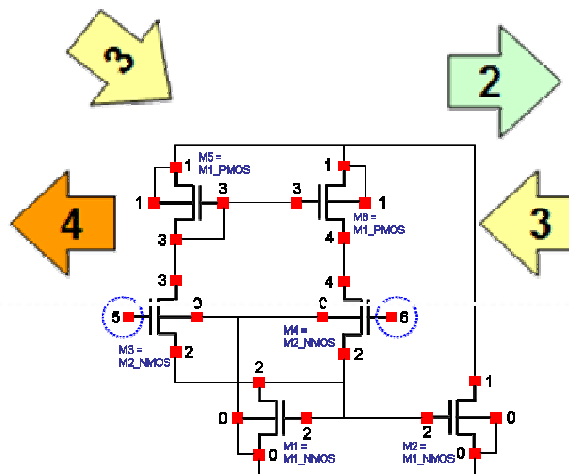 3
2
4
3
1
M5 =
M1_PMOS
1
3
3
3
1
M6 =
M1_PMOS
1
4
3
0
5
M3 =
M2_NMOS
2
4
0
M4 =
M2_NMOS
6
2
2
0
2
0
M1 =
M1_NMOS
1
2
0
0
M2 =
M1_NMOS